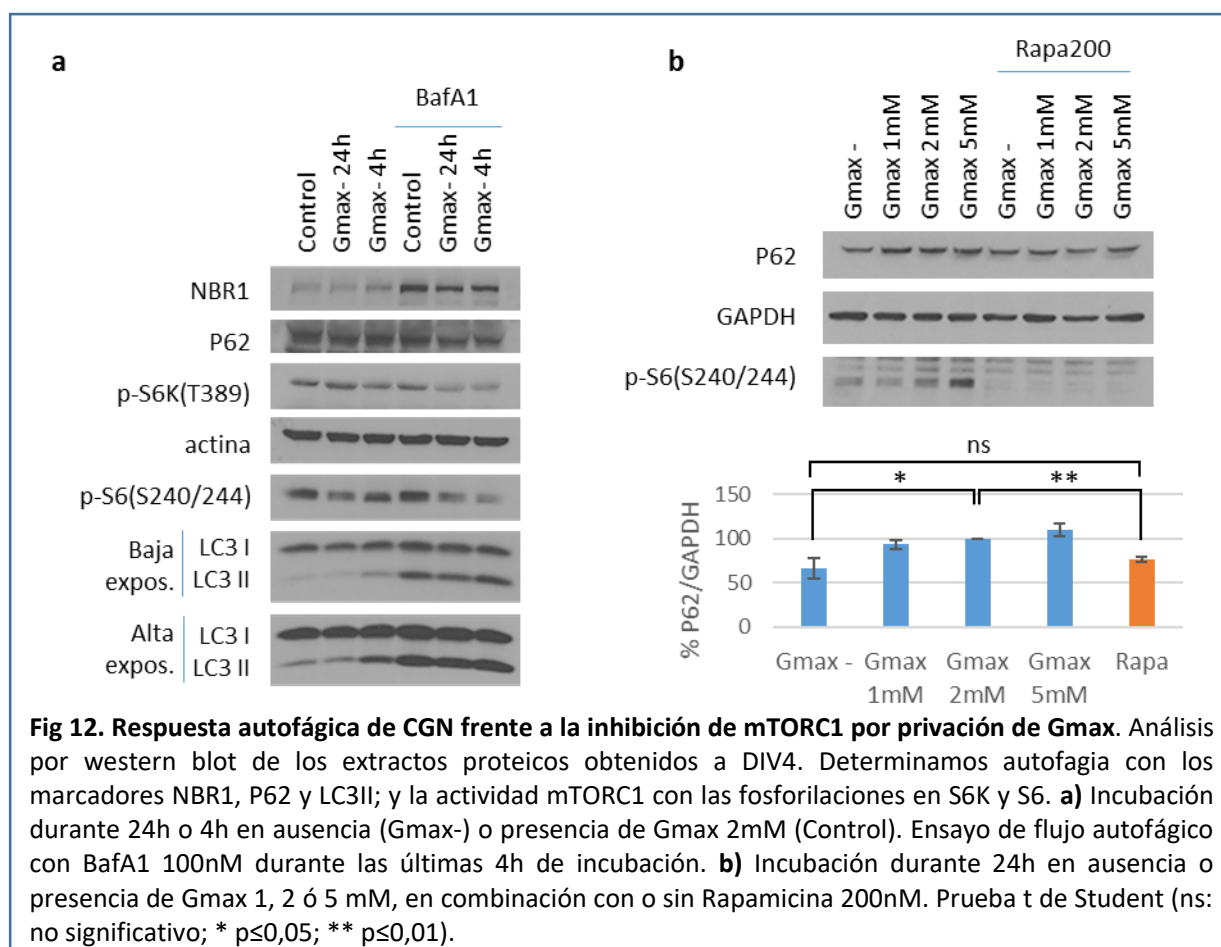 a
BafA1
Control
Gmax- 24h
Gmax- 4h
Control
Gmax- 24h
Gmax- 4h
NBR1
P62
p-S6K(T389)
actina
p-S6(S240/244)
Baja
expos.
LC3 I
LC3 II
Alta
expos.
LC3 I
LC3 II
b
Rapa200
Gmax -
Gmax 1mM
Gmax 2mM
Gmax 5mM
Gmax -
Gmax 1mM
Gmax 2mM
Gmax 5mM
P62
GAPDH
p-S6(S240/244)
ns
*
**
% P62/GAPDH
150
100
50
0
Gmax -
Gmax
1mM
Gmax
2mM
Gmax
5mM
Rapa
Fig 12. Respuesta autofágica de CGN frente a la inhibición de mTORC1 por privación de Gmax. Análisis
por western blot de los extractos proteicos obtenidos a DIV4. Determinamos autofagia con los
marcadores NBR1, P62 y LC3II; y la actividad mTORC1 con las fosforilaciones en S6K y S6. a) Incubación
durante 24h o 4h en ausencia (Gmax-) o presencia de Gmax 2mM (Control). Ensayo de flujo autofágico
con BafA1 100nM durante las últimas 4h de incubación. b) Incubación durante 24h en ausencia o
presencia de Gmax 1, 2 ó 5 mM, en combinación con o sin Rapamicina 200nM. Prueba t de Student (ns:
no significativo; * p≤0,05; ** p≤0,01).